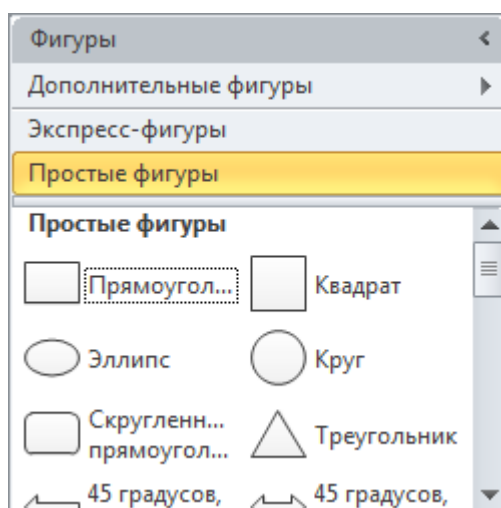 Фигуры
Дополнительные фигуры
Экспресс-фигуры
Простые фигуры
Простые фигуры
Прямоугол...
Квадрат
Эллипс
Круг
Скругленн...
прямоугол...
Треугольник
45 градусов,
45 градусов,